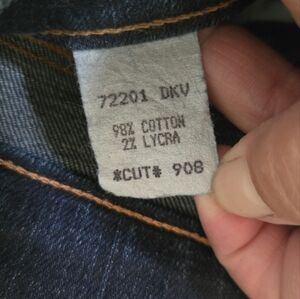 72201 DKV
98% COTTON
2% LYCRA
*CUT* 908